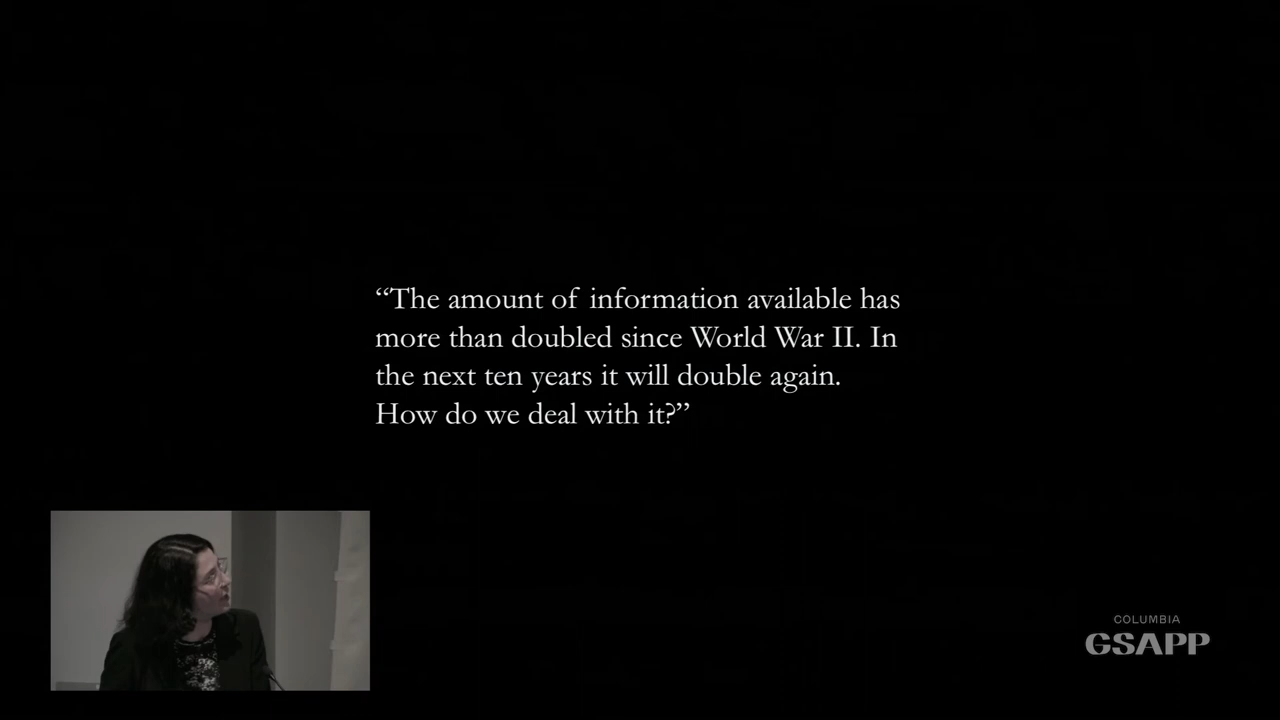 “The amount of information available has
more than doubled since World War II. In
the next ten years it will double again.
How do we deal with it?”
COLUMBIA
GSAPP